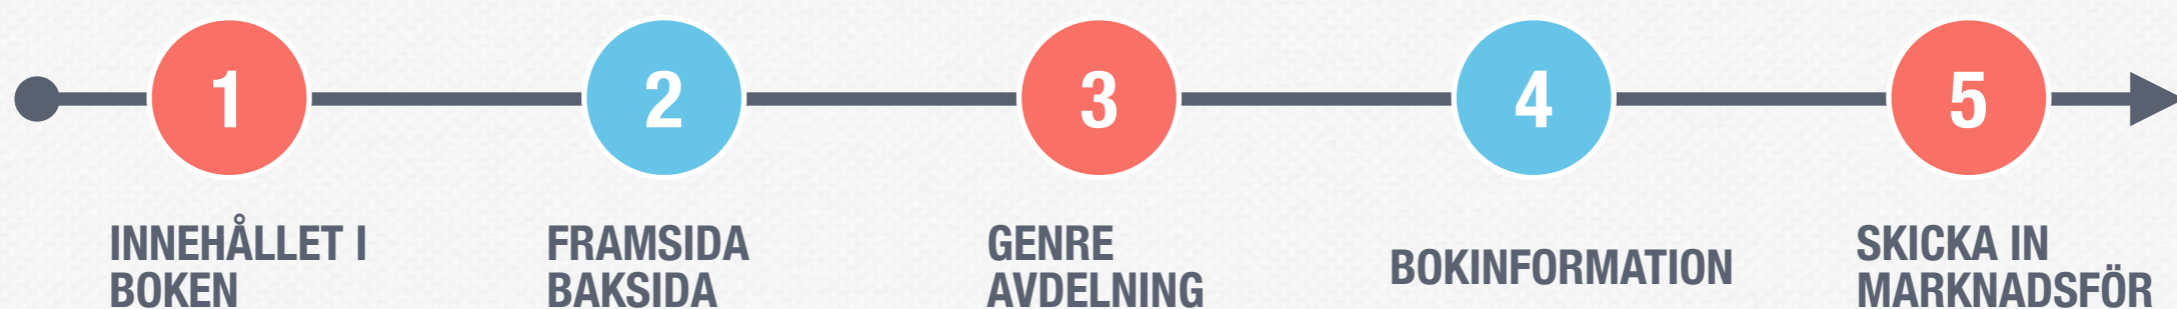 1
2
3
4
5
INNEHÅLLET I
BOKEN
FRAMSIDA
BAKSIDA
GENRE
AVDELNING
BOKINFORMATION
SKICKA IN
MARKNADSFÖR